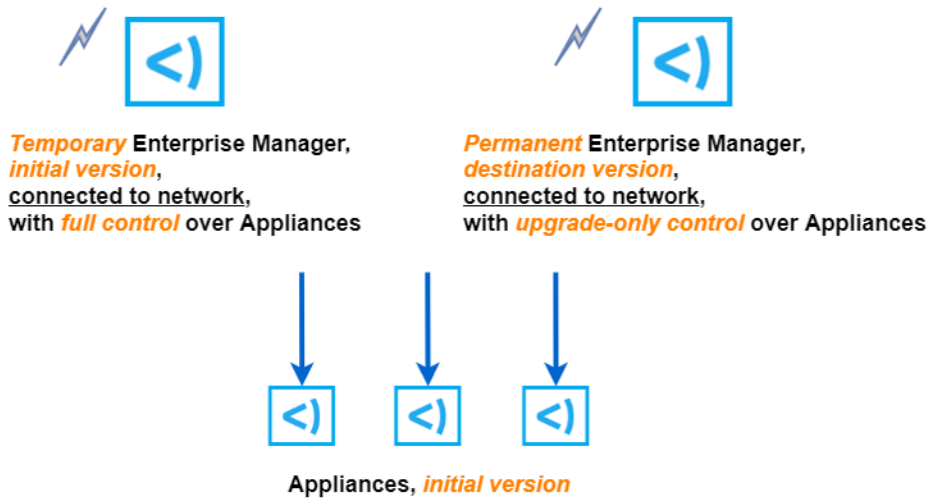 Temporary Enterprise Manager,
initial version,
connected to network,
with full control over Appliances
Permanent Enterprise Manager,
destination version,
connected to network,
with upgrade-only control over Appliances
Appliances, initial version